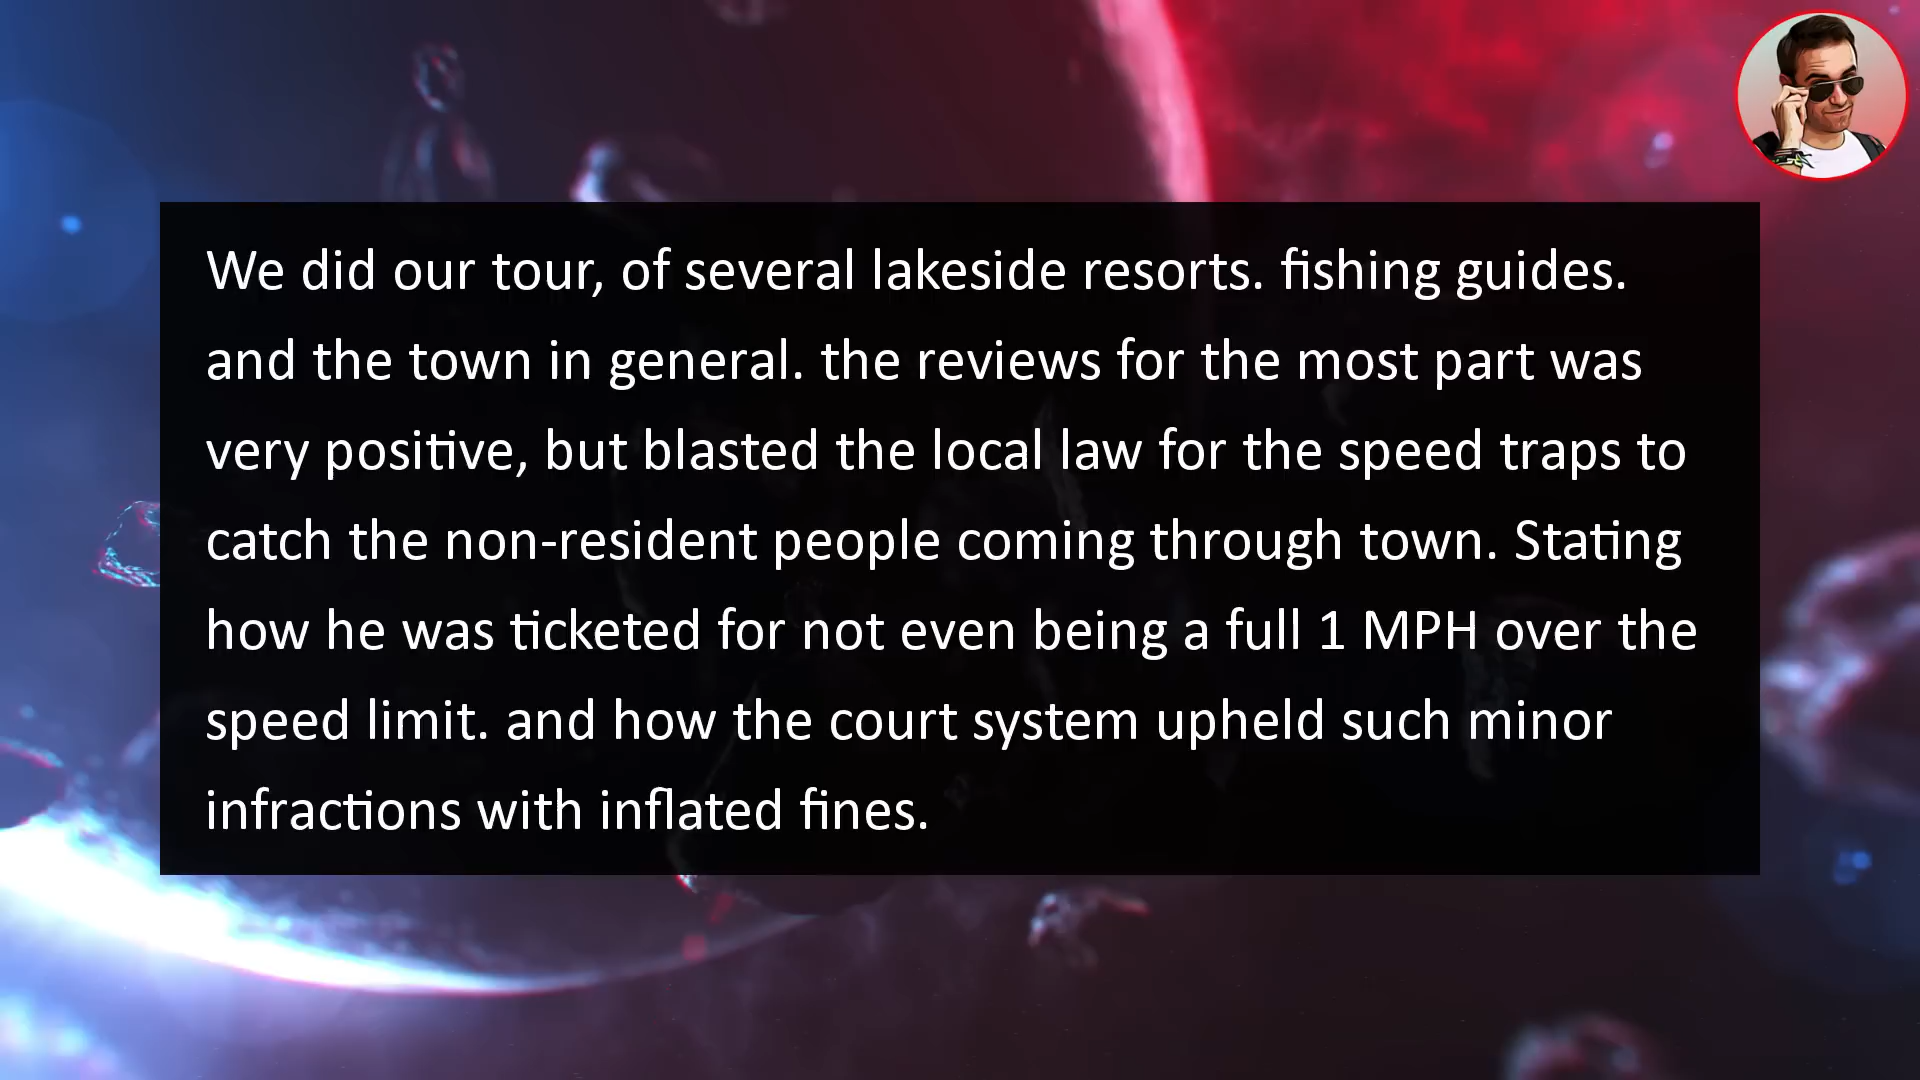 We did our tour, of several lakeside resorts. fishing guides.
and the town in general. the reviews for the most part was
very positive, but blasted the local law for the speed traps to
catch the non-resident people coming through town. Stating
how he was ticketed for not even being a full 1 MPH over the
speed limit. and how the court system upheld such minor
infractions with inflated fines.